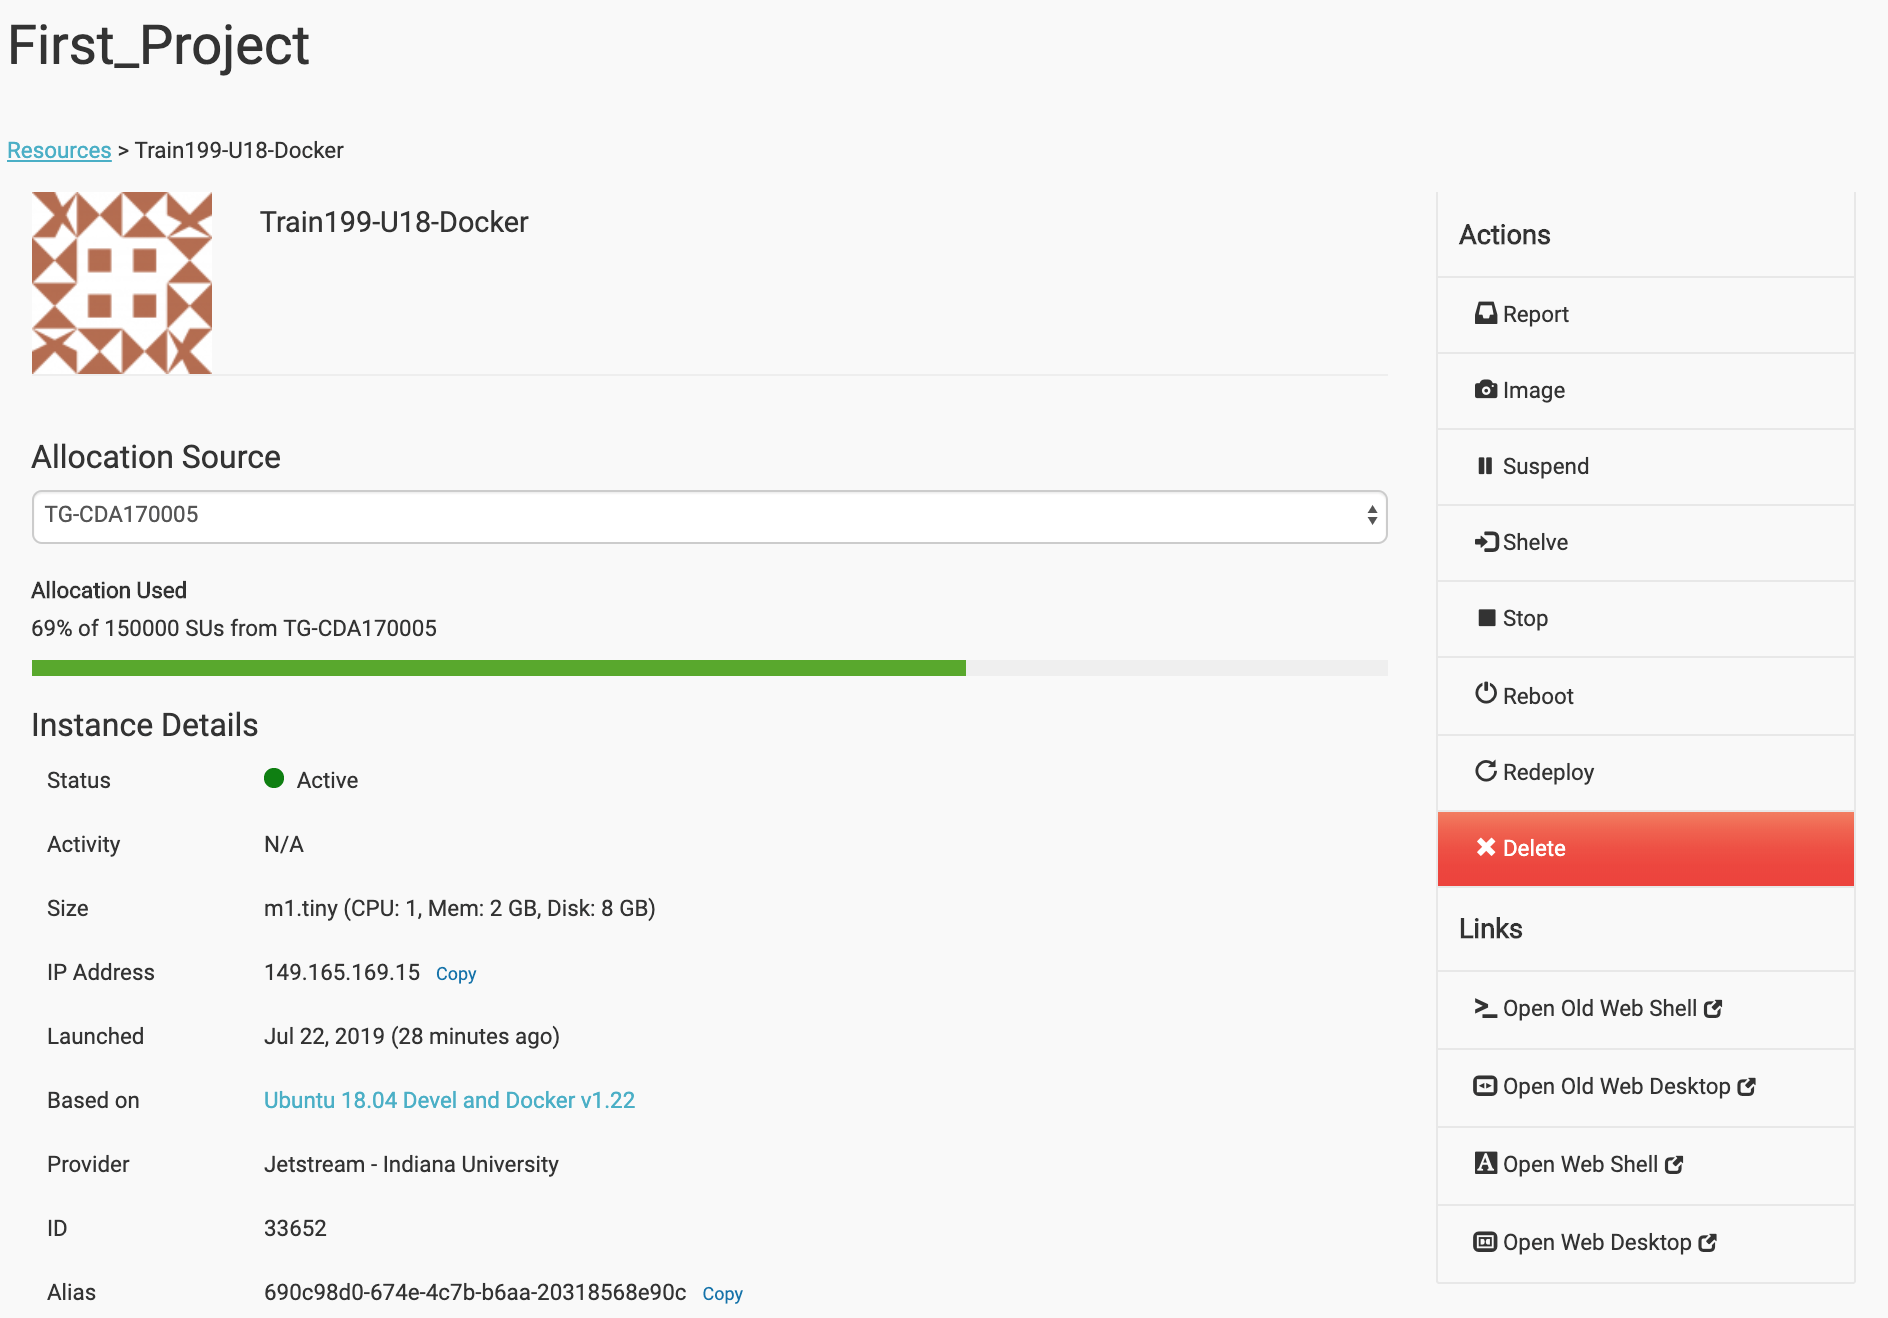 First_Project
Resources > Train199-U18-Docker
Train199-U18-Docker
Allocation Source
TG-CDA170005
Allocation Used
69% of 150000 SUs from TG-CDA170005
Instance Details
Status Active
Activity N/A
Size m1.tiny (CPU: 1, Mem: 2 GB, Disk: 8 GB)
IP Address 149.165.169.15 Copy
Launched Jul 22, 2019 (28 minutes ago)
Based on Ubuntu 18.04 Devel and Docker v1.22
Provider Jetstream - Indiana University
ID 33652
Alias 690c98d0-674e-4c7b-b6aa-20318568e90c Copy
Actions
Report
Image
Suspend
Shelve
Stop
Reboot
Redeploy
Delete
Links
Open Old Web Shell
Open Old Web Desktop
Open Web Shell
Open Web Desktop